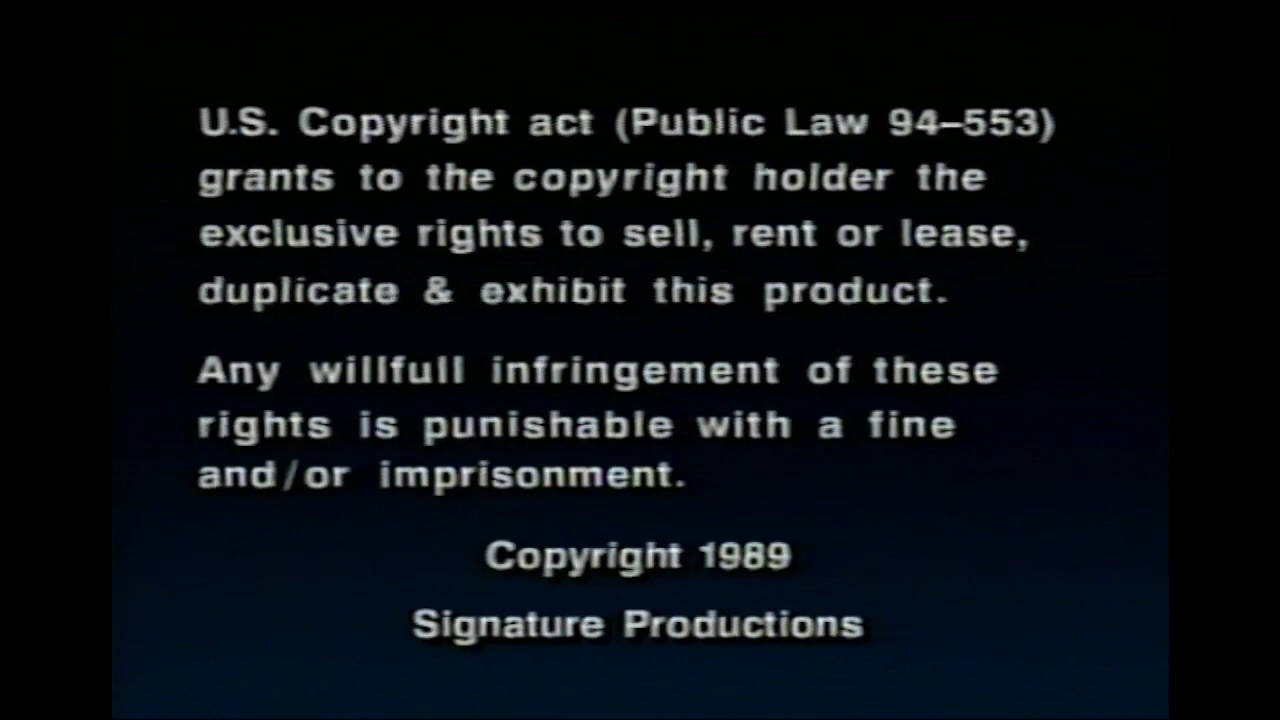 U.S. Copyright act (Public Law 94–553)
grants to the copyright holder the
exclusive rights to sell, rent or lease,
duplicate & exhibit this product.
Any willfull infringement of these
rights is punishable with a fine
and/or imprisonment.
Copyright 1989
Signature Productions